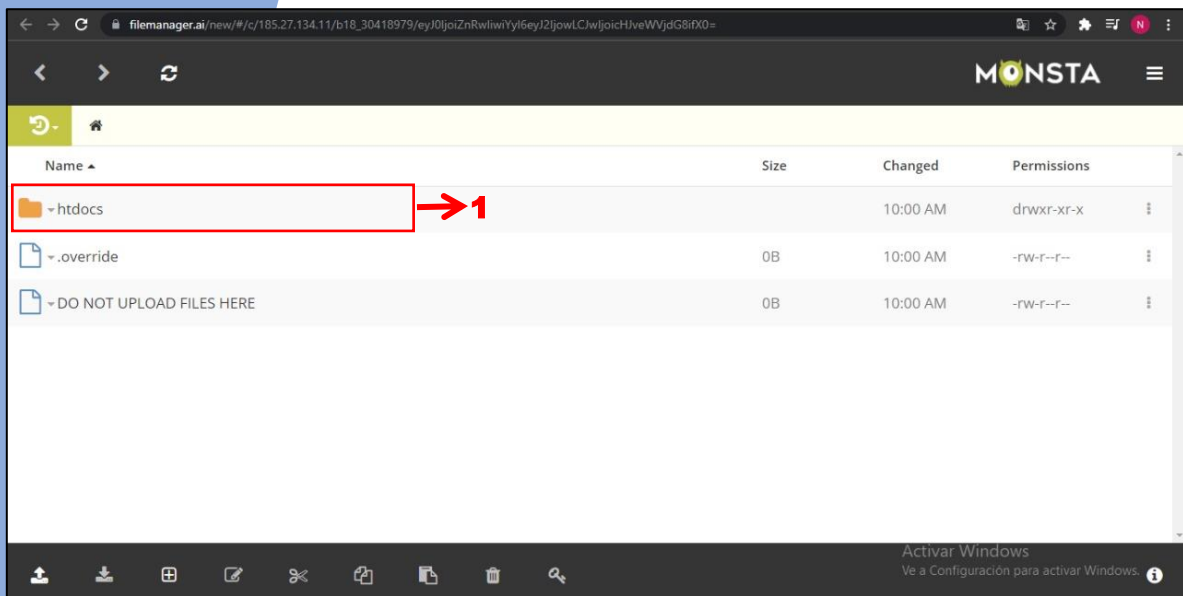 filemanager.ai/new/#/c/185.27.134.11/b18_30418979/eyJ0IjoiZnRwIiwiYyI6eyJ2IjowLCJwIjoicHJveWVjdG8ifX0=
N
MONSTA
Name Size Changed Permissions
htdocs 10:00 AM drwxr-xr-x
1
.override 0B 10:00 AM -rw-r--r--
DO NOT UPLOAD FILES HERE 0B 10:00 AM -rw-r--r--
Activar Windows
Ve a Configuración para activar Windows.